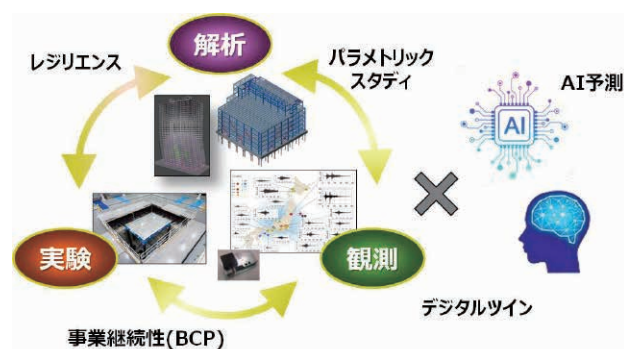 解析
レジリエンス
パラメトリック
スタディ
AI予測
AI
実験
観測
デジタルツイン
事業継続性(BCP)